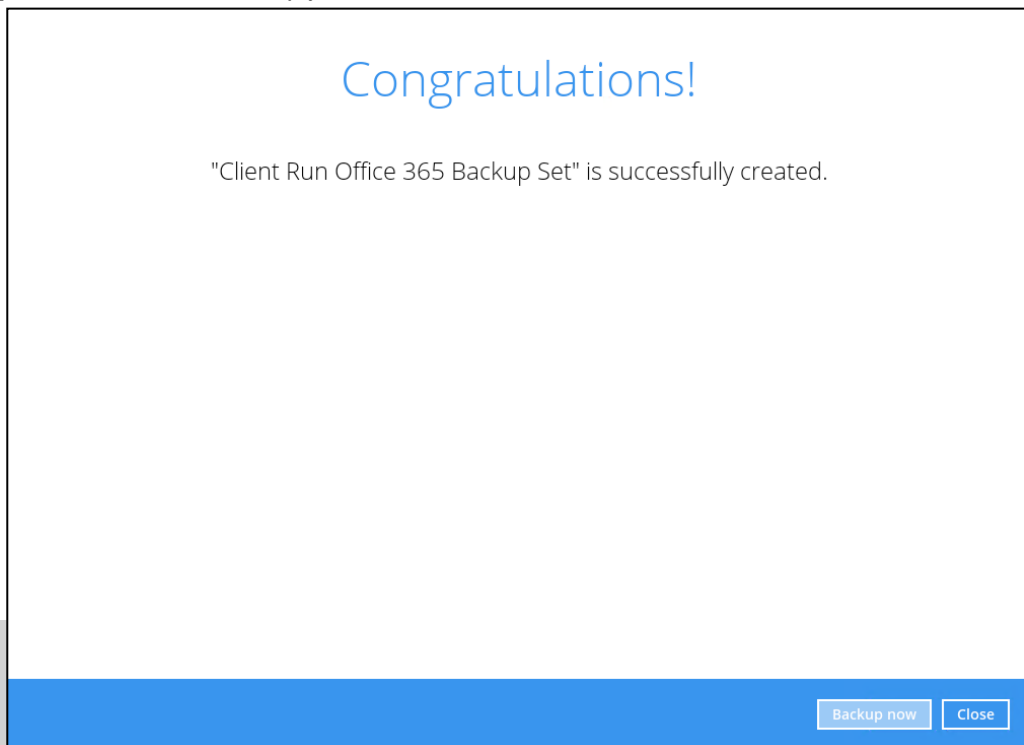 Congratulations!
"Client Run Office 365 Backup Set" is successfully created.
Backup now Close